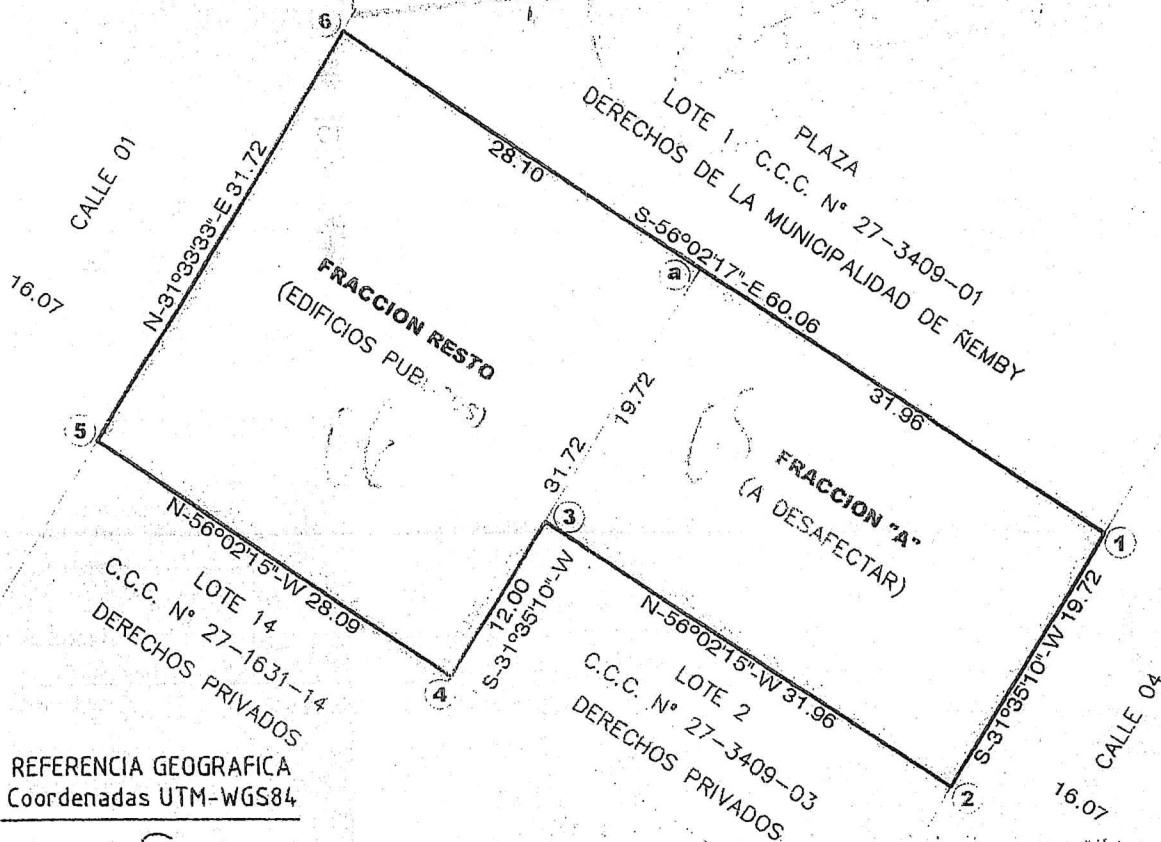 6
LOTE 1 C.C.C. N° 27-3409-01
PLAZA
DERECHOS DE LA MUNICIPALIDAD DE ÑEMBY
CALLE 01
16.07
N-31°33'33"-E 31.72
28.10
S-56°02'17"-E 60.06
a
31.96
FRACCION RESTO
(EDIFICIOS
19.72
31.72
FRACCION "A"
(A DESAFECTAR)
1
5
3
N-56°02'15"-W 28.09
LOTE 14
C.C.C. N° 27-1631-14
DERECHOS PRIVADOS
12.00
S-31°35'10"-W
4
N-56°02'15"-W 31.96
LOTE 2
C.C.C. N° 27-3409-03
DERECHOS PRIVADOS
S-31°35'10"-W 19.72
2
CALLE 04
16.07
REFERENCIA GEOGRAFICA
Coordenadas UTM-WGS84